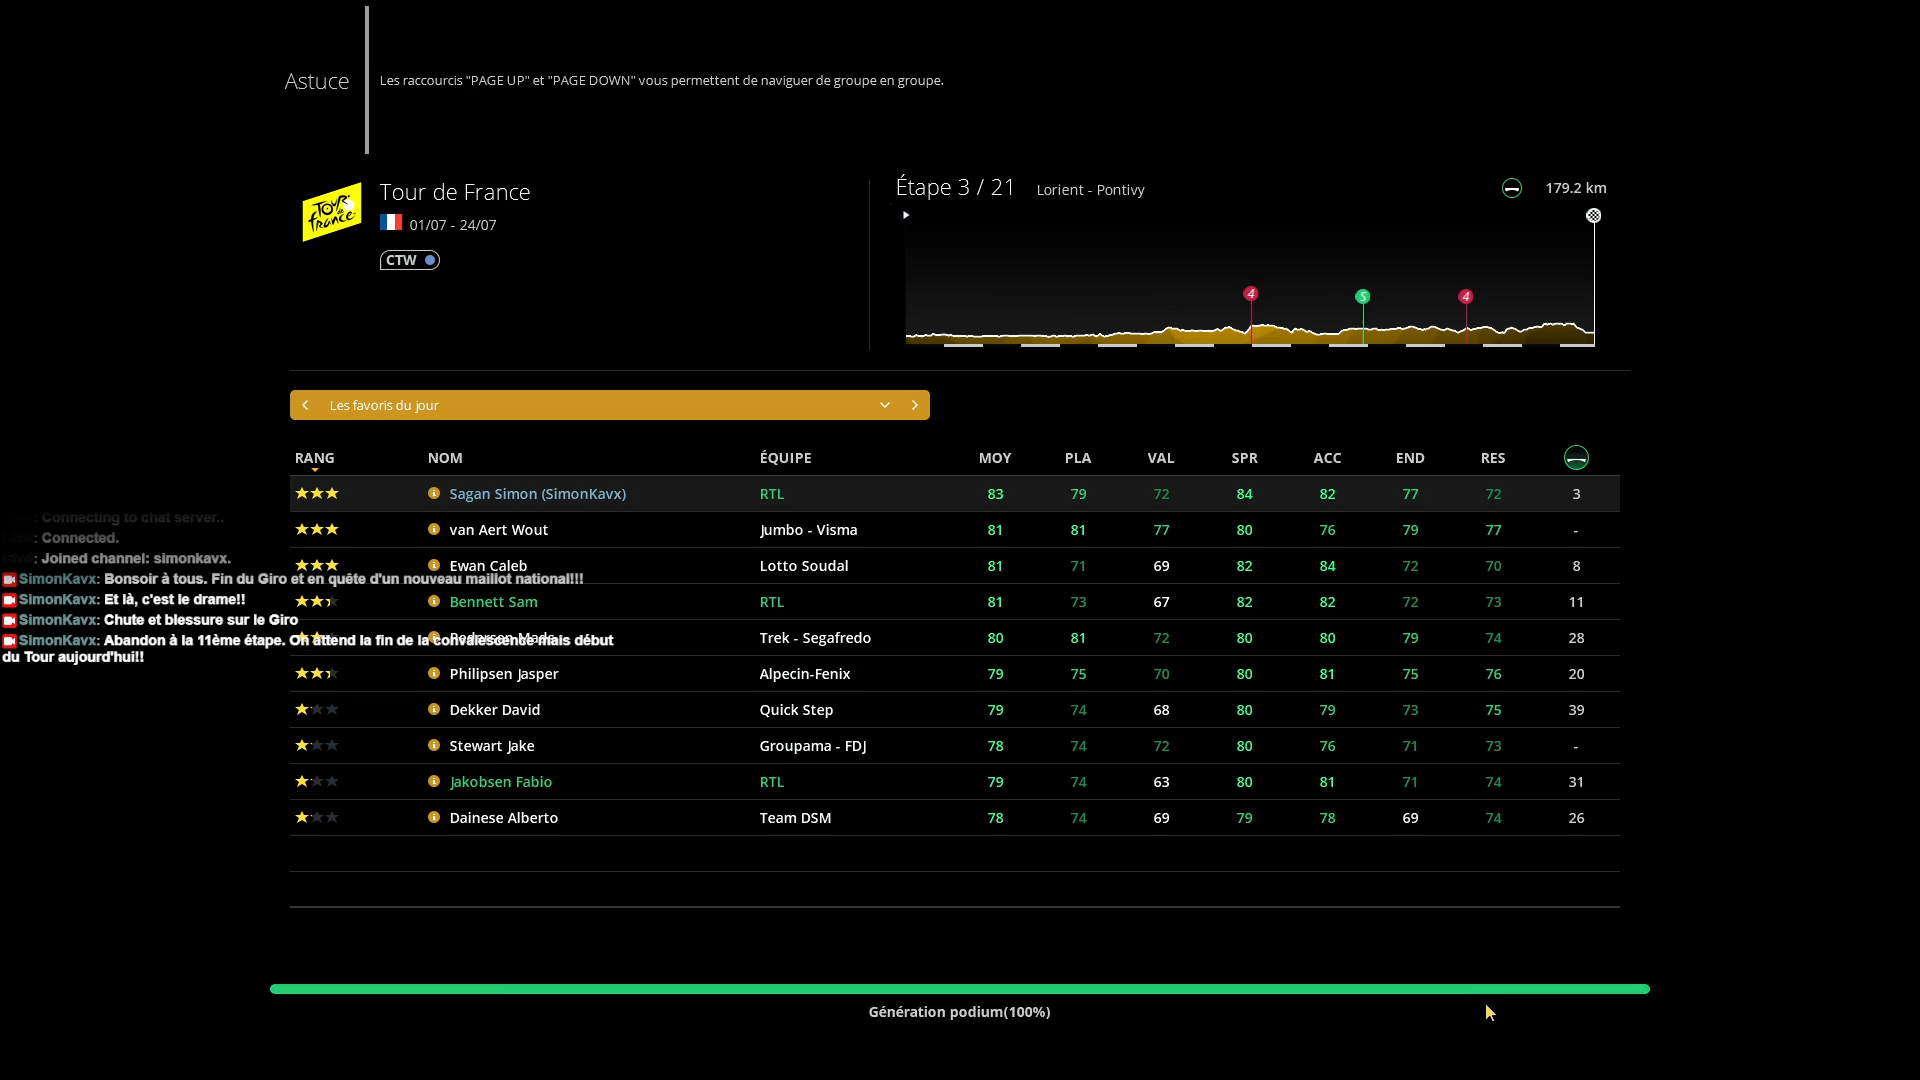 Astuce
Les raccourcis "PAGE UP" et "PAGE DOWN" vous permettent de naviguer de groupe en groupe.
TOUR de france
Tour de France
01/07 - 24/07
CTW
Étape 3 / 21 Lorient - Pontivy 179.2 km
4 S 4
Les favoris du jour
RANG NOM ÉQUIPE MOY PLA VAL SPR ACC END RES
Sagan Simon (SimonKavx) RTL 83 79 72 84 82 77 72 3
van Aert Wout Jumbo - Visma 81 81 77 80 76 79 77 -
Ewan Caleb Lotto Soudal 81 71 69 82 84 72 70 8
Bennett Sam RTL 81 73 67 82 82 72 73 11
Trek - Segafredo 80 81 72 80 80 79 74 28
Philipsen Jasper Alpecin-Fenix 79 75 70 80 81 75 76 20
Dekker David Quick Step 79 74 68 80 79 73 75 39
Stewart Jake Groupama - FDJ 78 74 72 80 76 71 73 -
Jakobsen Fabio RTL 79 74 63 80 81 71 74 31
Dainese Alberto Team DSM 78 74 69 79 78 69 74 26
: Connecting to chat server..
: Connected.
: Joined channel: simonkavx.
SimonKavx: Bonsoir à tous. Fin du Giro et en quête d'un nouveau maillot national!!!
SimonKavx: Et là, c'est le drame!!
SimonKavx: Chute et blessure sur le Giro
SimonKavx: Abandon à la 11ème étape. On attend la fin de la convalescence mais début
du Tour aujourd'hui!!
Génération podium(100%)